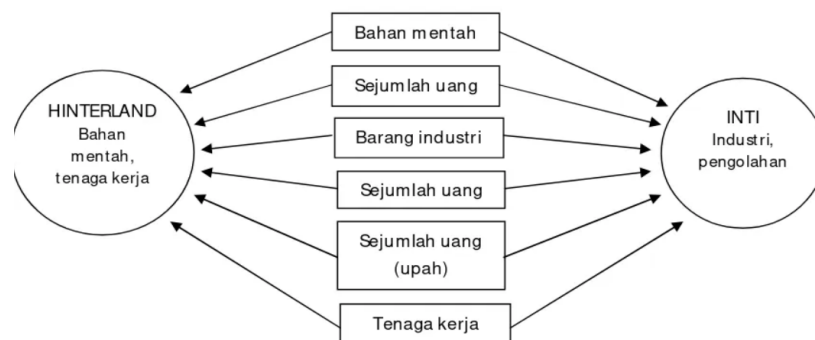 Bahan mentah
Sejumlah uang
HINTERLAND
Bahan
mentah,
tenaga kerja
Barang industri
INTI
Industri,
pengolahan
Sejumlah uang
Sejumlah uang
(upah)
Tenaga kerja